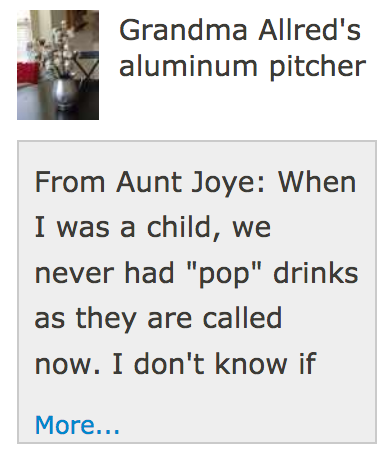 Grandma Allred's
aluminum pitcher
From Aunt Joye: When
I was a child, we
never had "pop" drinks
as they are called
now. I don't know if
More...